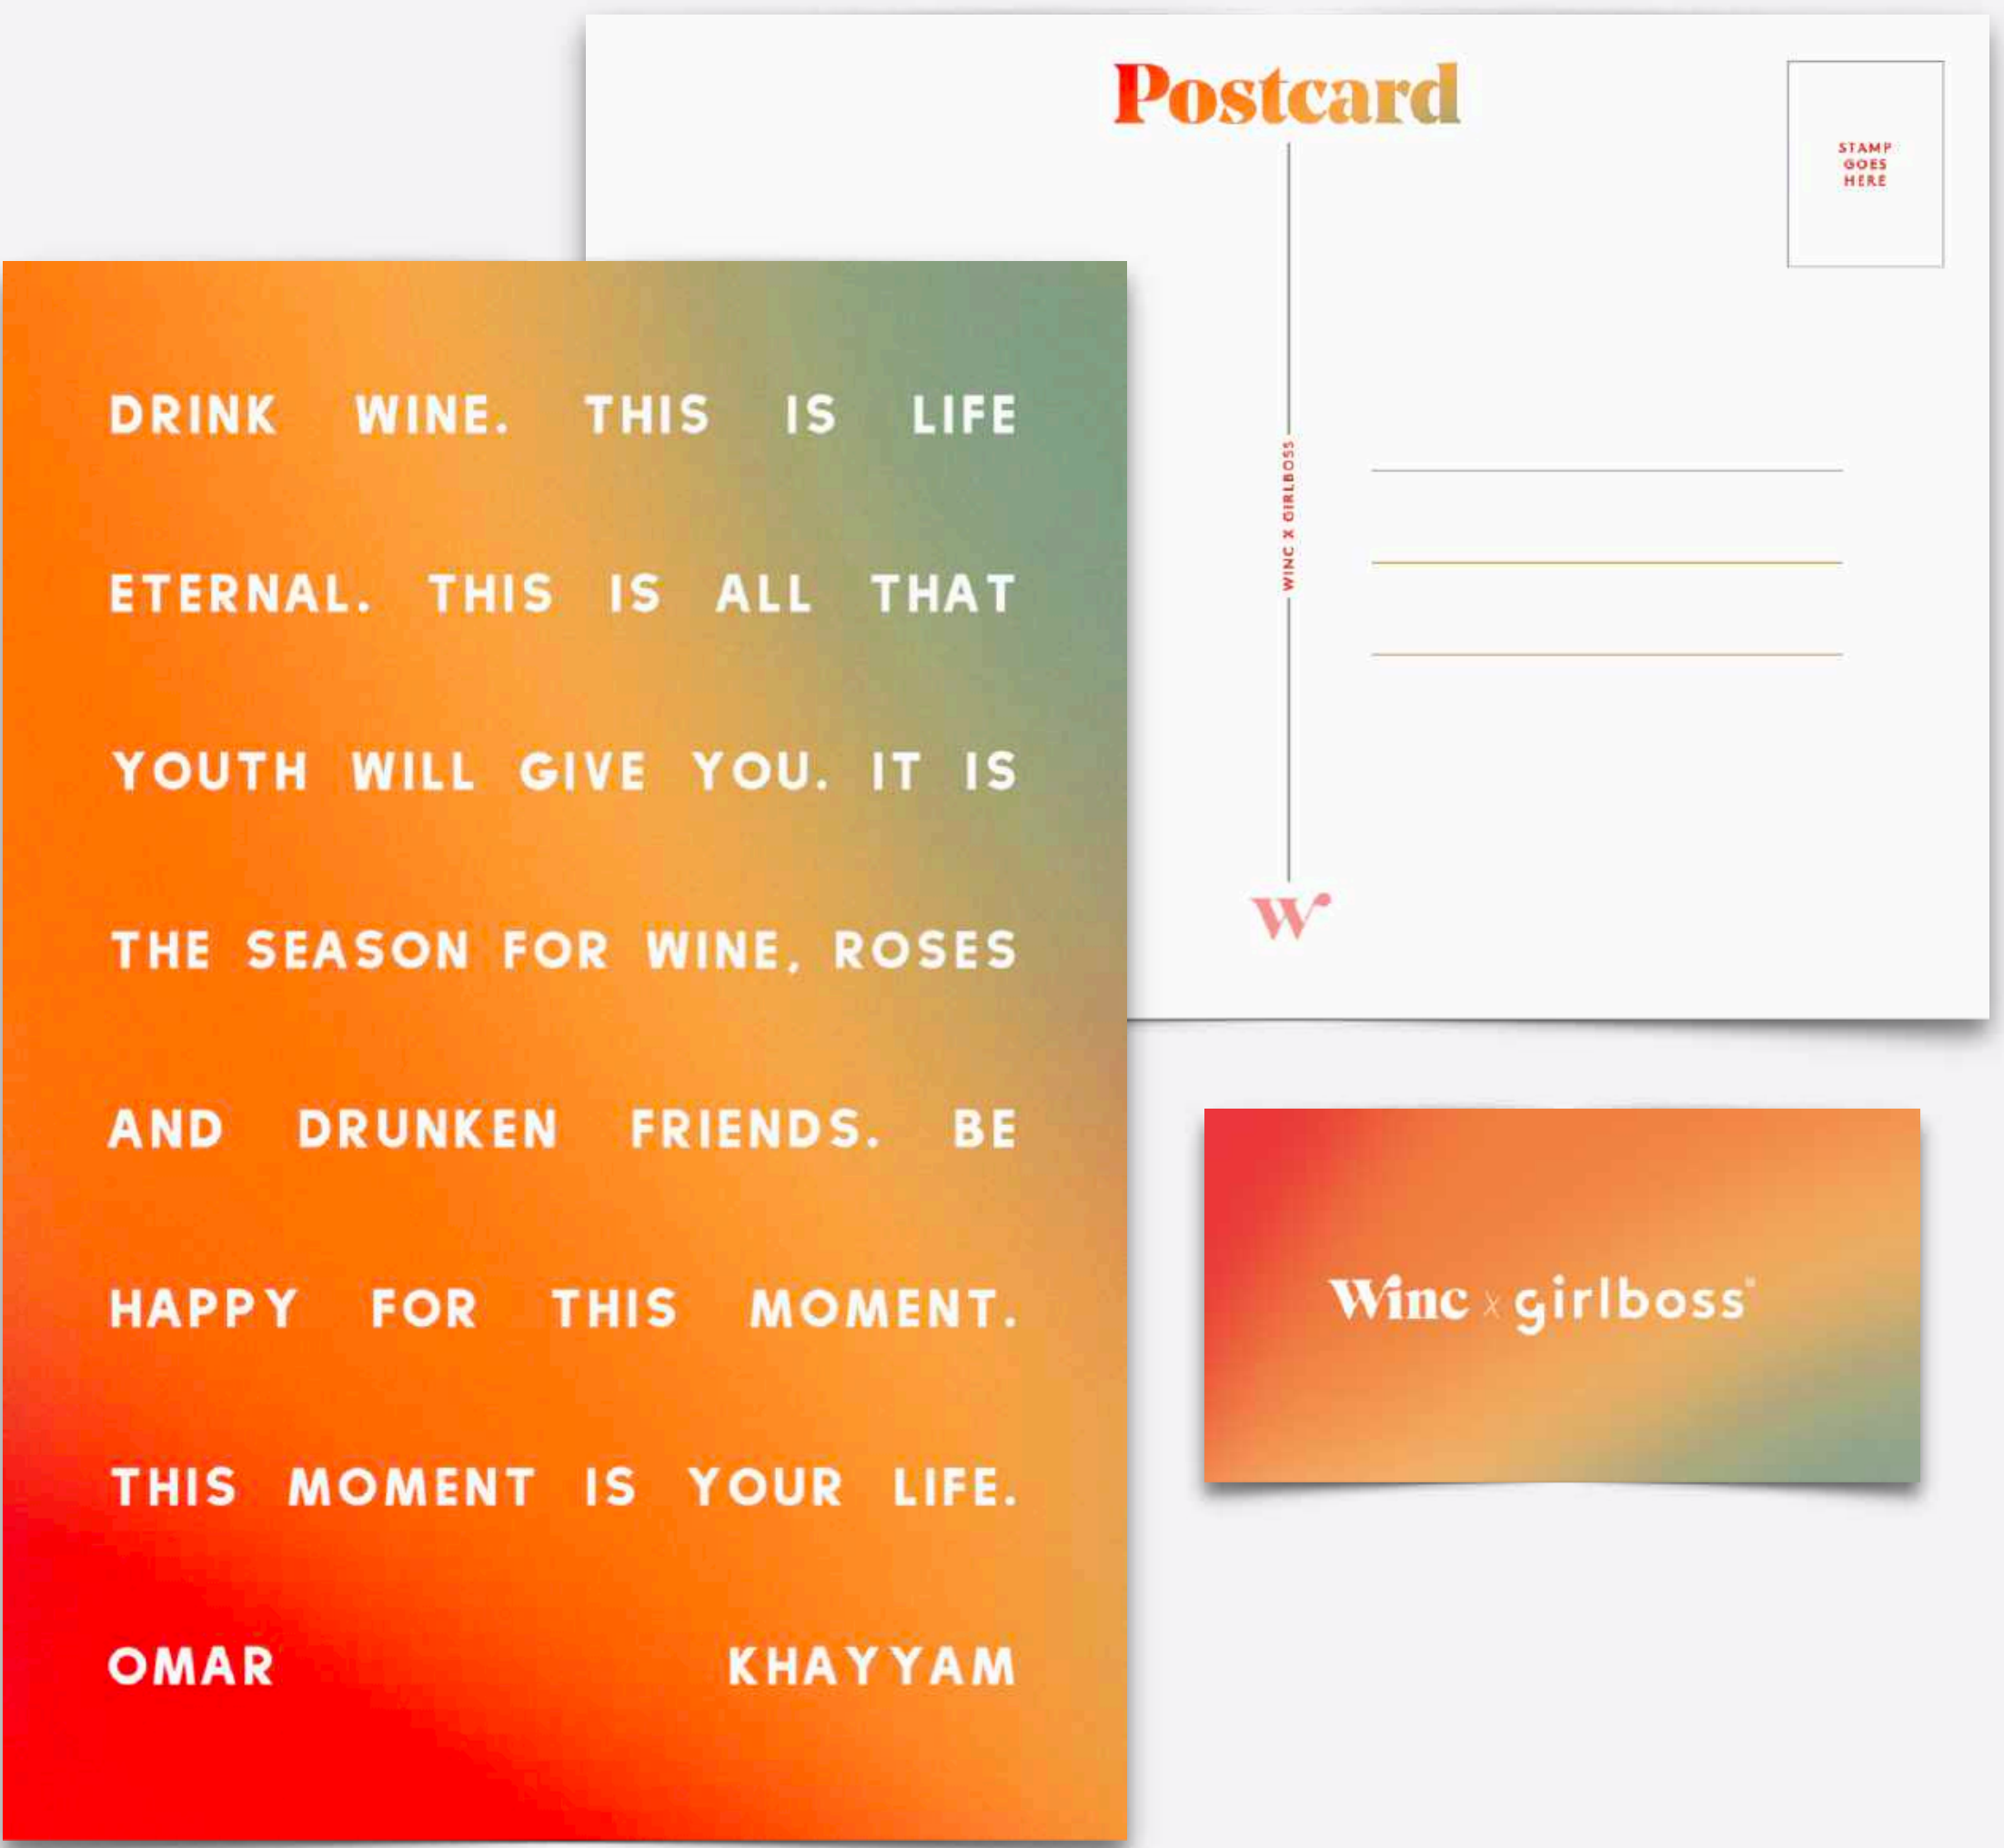 Postcard
STAMP
GOES
HERE
WINC X GIRLBOSS
W
DRINK WINE. THIS IS LIFE
ETERNAL. THIS IS ALL THAT
YOUTH WILL GIVE YOU. IT IS
THE SEASON FOR WINE, ROSES
AND DRUNKEN FRIENDS. BE
HAPPY FOR THIS MOMENT.
THIS MOMENT IS YOUR LIFE.
OMAR KHAYYAM
Winc x girlboss®